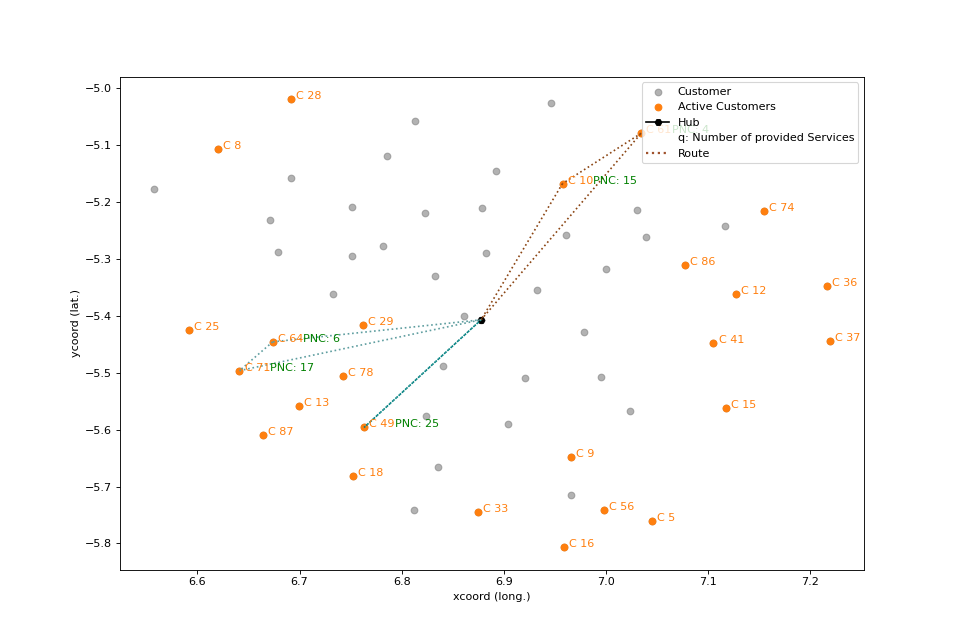 −5.0
−5.1
−5.2
−5.3
−5.4
−5.5
−5.6
−5.7
−5.8
ycoord (lat.)
6.6
6.7
6.8
6.9
7.0
7.1
7.2
xcoord (long.)
Customer
Active Customers
Hub
q: Number of provided Services
Route
C 28
C 8
C 10 PNC: 15
C 74
C 86
C 36
C 12
C 25
C 29
C 64 PNC: 6
C 41
C 37
C 71 PNC: 17
C 78
C 13
C 15
C 49 PNC: 25
C 87
C 9
C 18
C 33
C 56
C 5
C 16